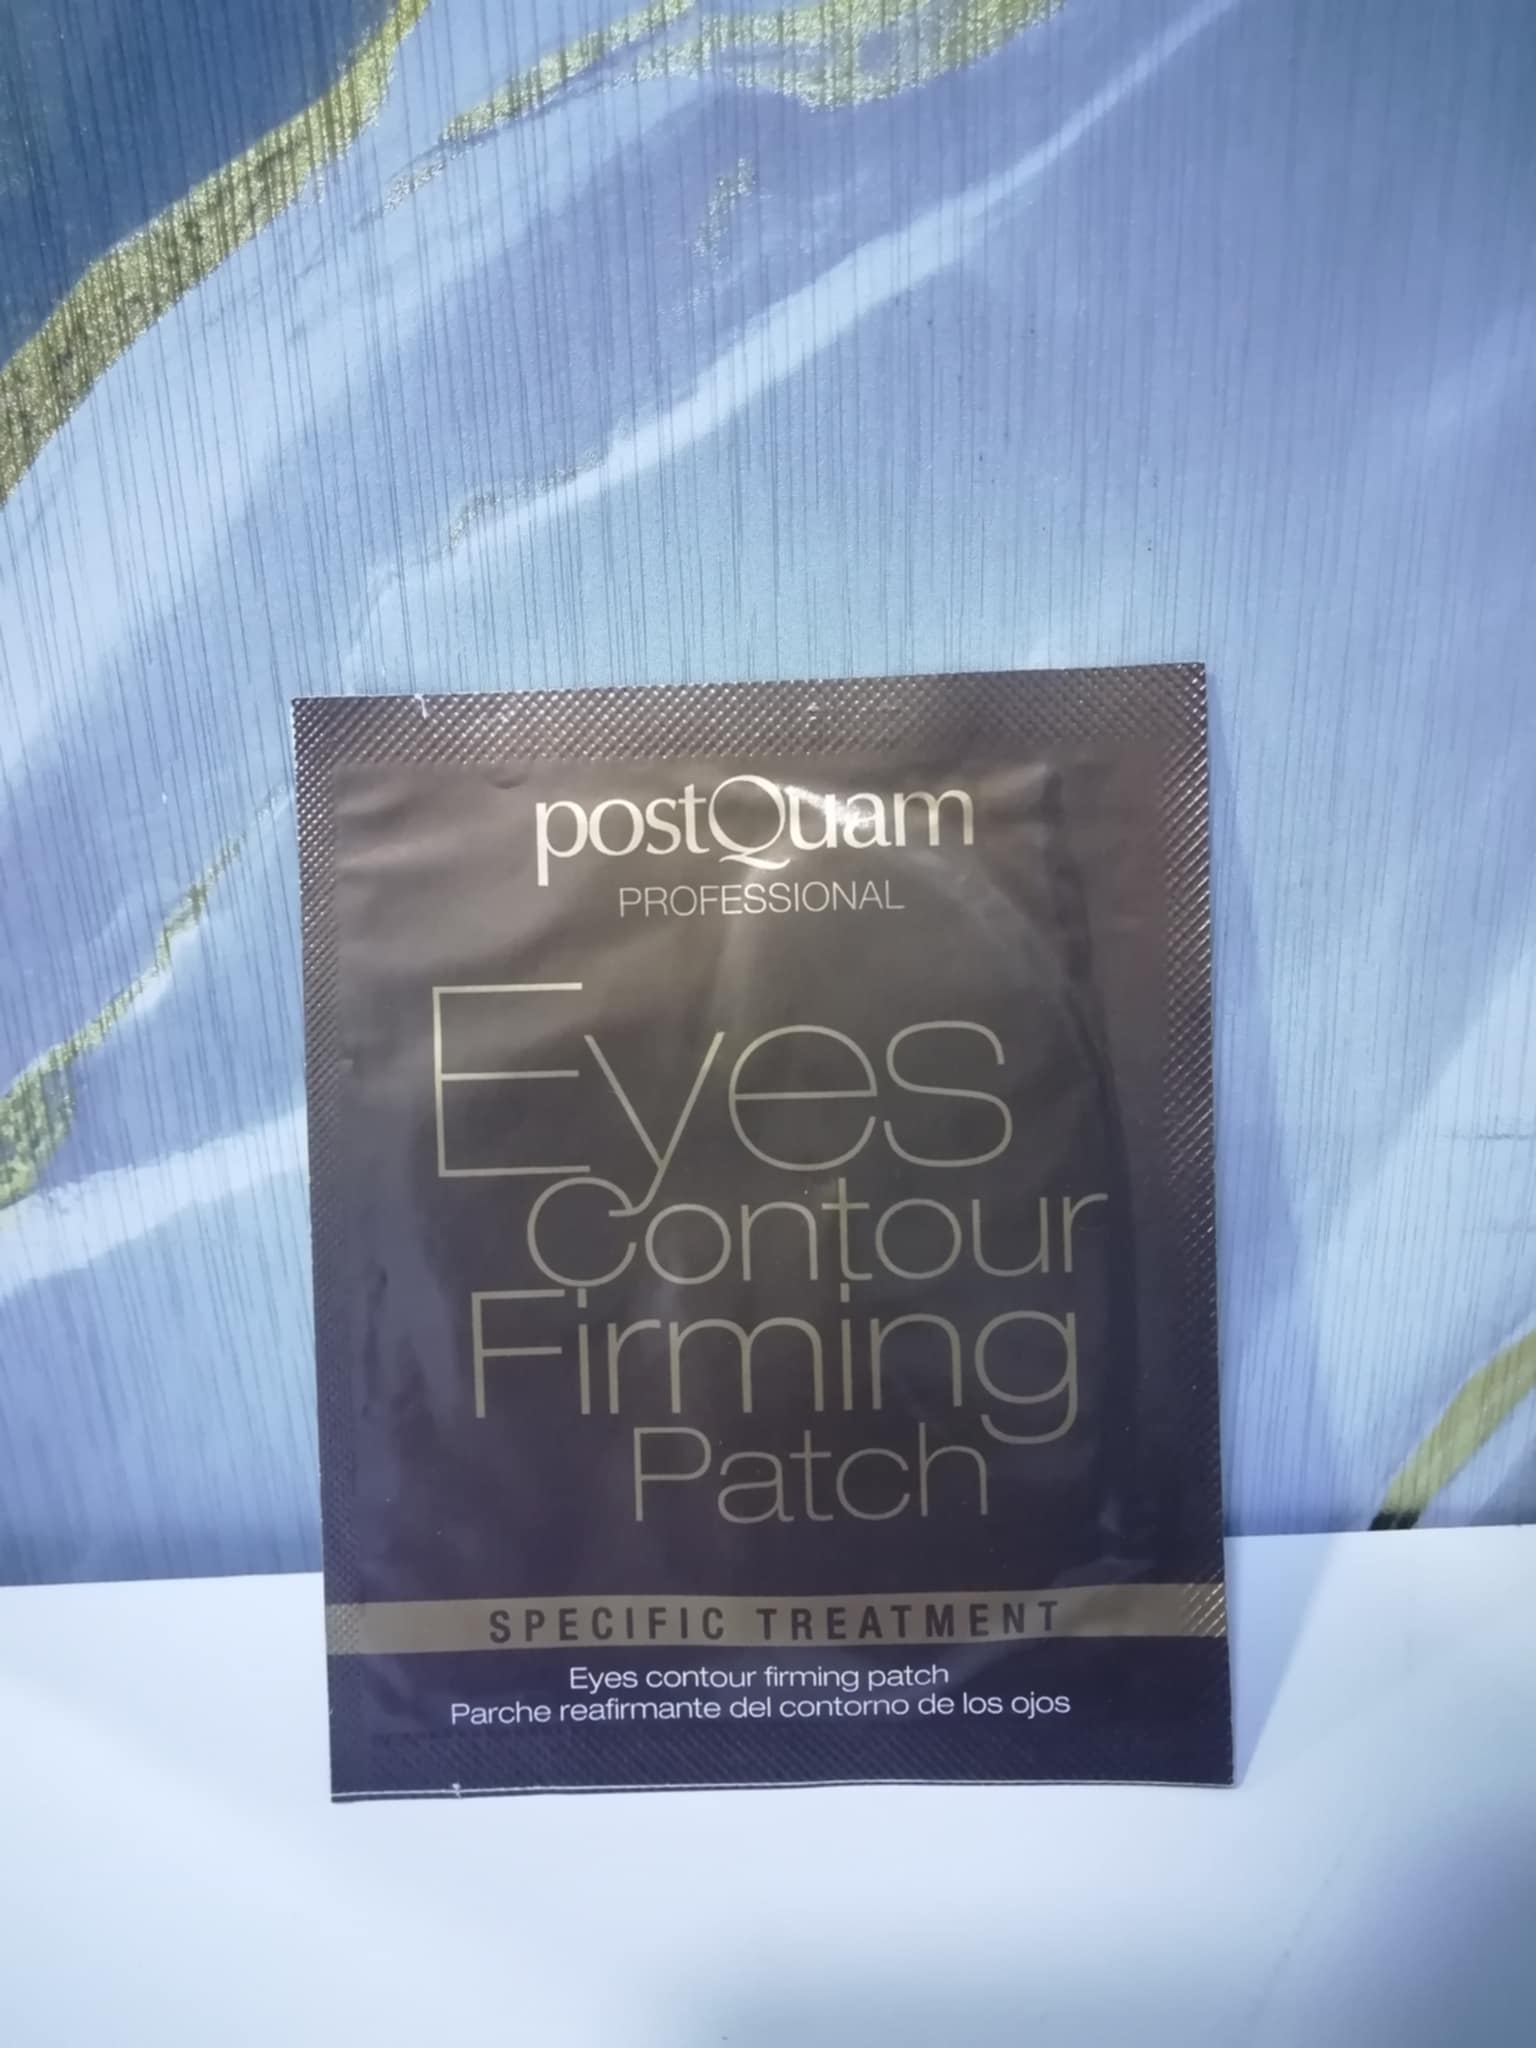 postQuam
PROFESSIONAL
Eyes
Contour
Firming
Patch
SPECIFIC TREATMENT
Eyes contour firming patch
Parche reafirmante del contorno de los ojos